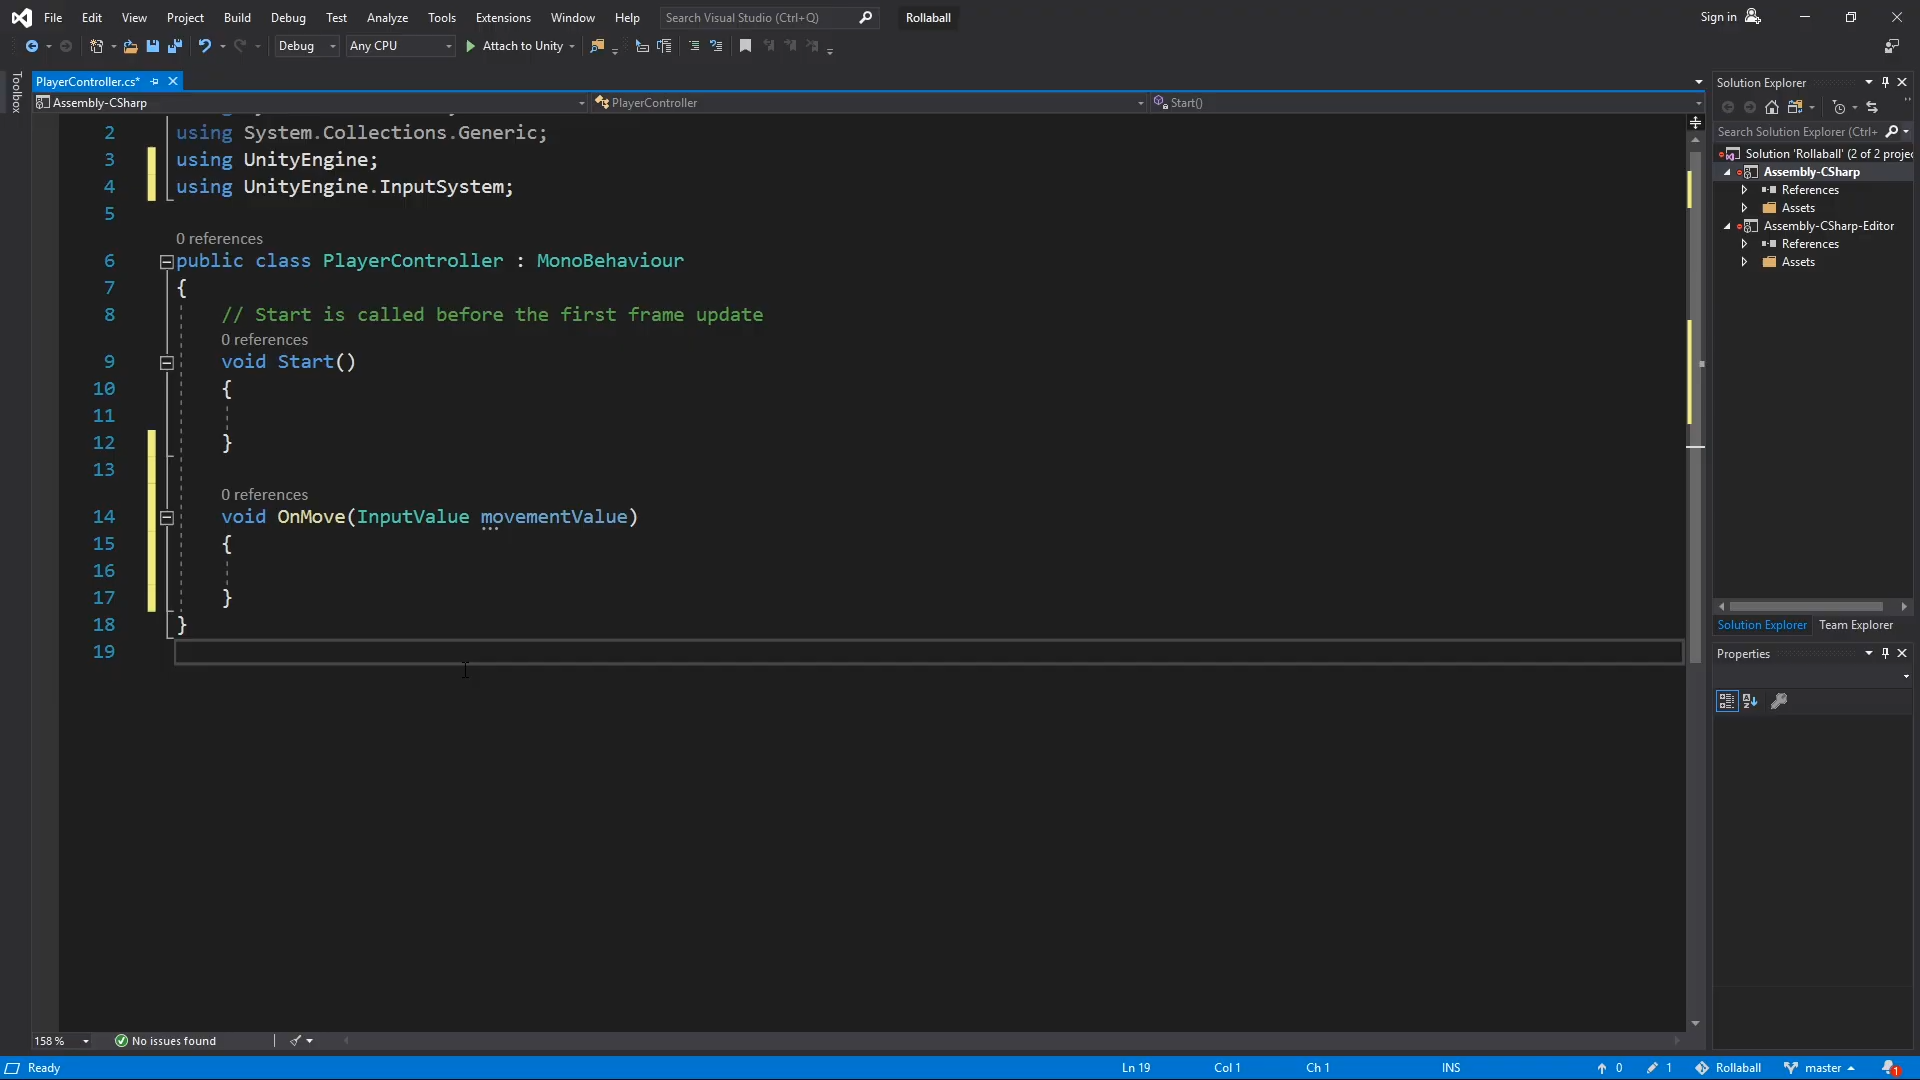 File Edit View Project Build Debug Test Analyze Tools Extensions Window Help Search Visual Studio (Ctrl+Q) Rollaball Sign in
Debug Any CPU Attach to Unity
Toolbox
PlayerController.cs*
Assembly-CSharp PlayerController Start()
2 using System.Collections.Generic;
3 using UnityEngine;
4 using UnityEngine.InputSystem;
5
0 references
6 public class PlayerController : MonoBehaviour
7 {
8 // Start is called before the first frame update
0 references
9 void Start()
10 {
11
12 }
13
0 references
14 void OnMove(InputValue movementValue)
15 {
16
17 }
18 }
19
Solution Explorer
Search Solution Explorer (Ctrl+
Solution 'Rollaball' (2 of 2 projec
Assembly-CSharp
References
Assets
Assembly-CSharp-Editor
References
Assets
Solution Explorer Team Explorer
Properties
158 % No issues found
Ready Ln 19 Col 1 Ch 1 INS 0 1 Rollaball master 1